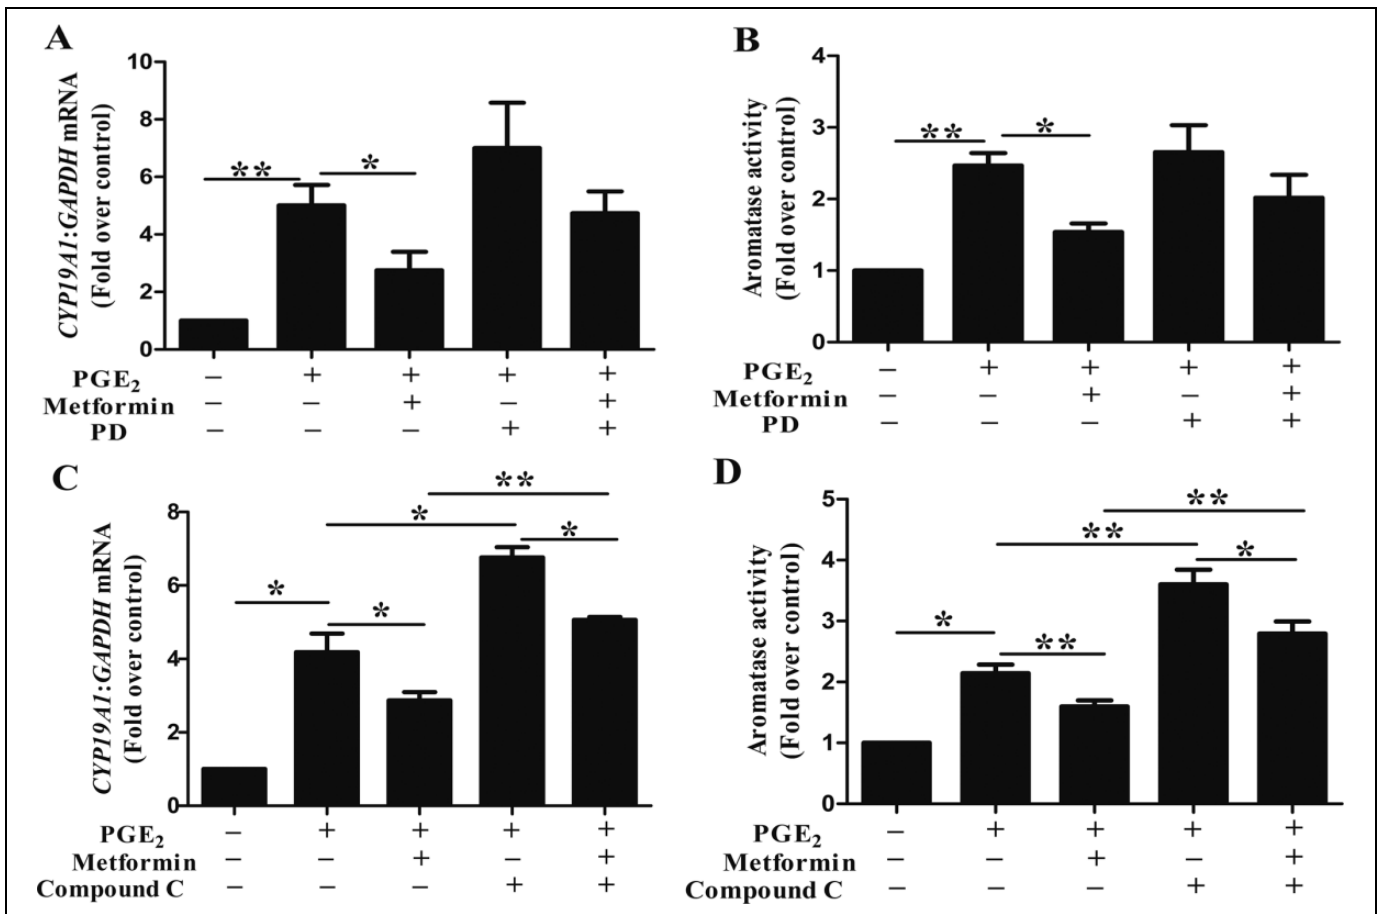 A
CYP19A1:GAPDH mRNA
(Fold over control)
10
8
6
4
2
0
** *
PGE2 − + + + +
Metformin − − + − +
PD − − − + +
B
Aromatase activity
(Fold over control)
4
3
2
1
0
** *
PGE2 − + + + +
Metformin − − + − +
PD − − − + +
C
CYP19A1:GAPDH mRNA
(Fold over control)
8
6
4
2
0
**
* *
* *
PGE2 − + + + +
Metformin − − + − +
Compound C − − − + +
D
Aromatase activity
(Fold over control)
5
4
3
2
1
0
**
** *
* **
PGE2 − + + + +
Metformin − − + − +
Compound C − − − + +